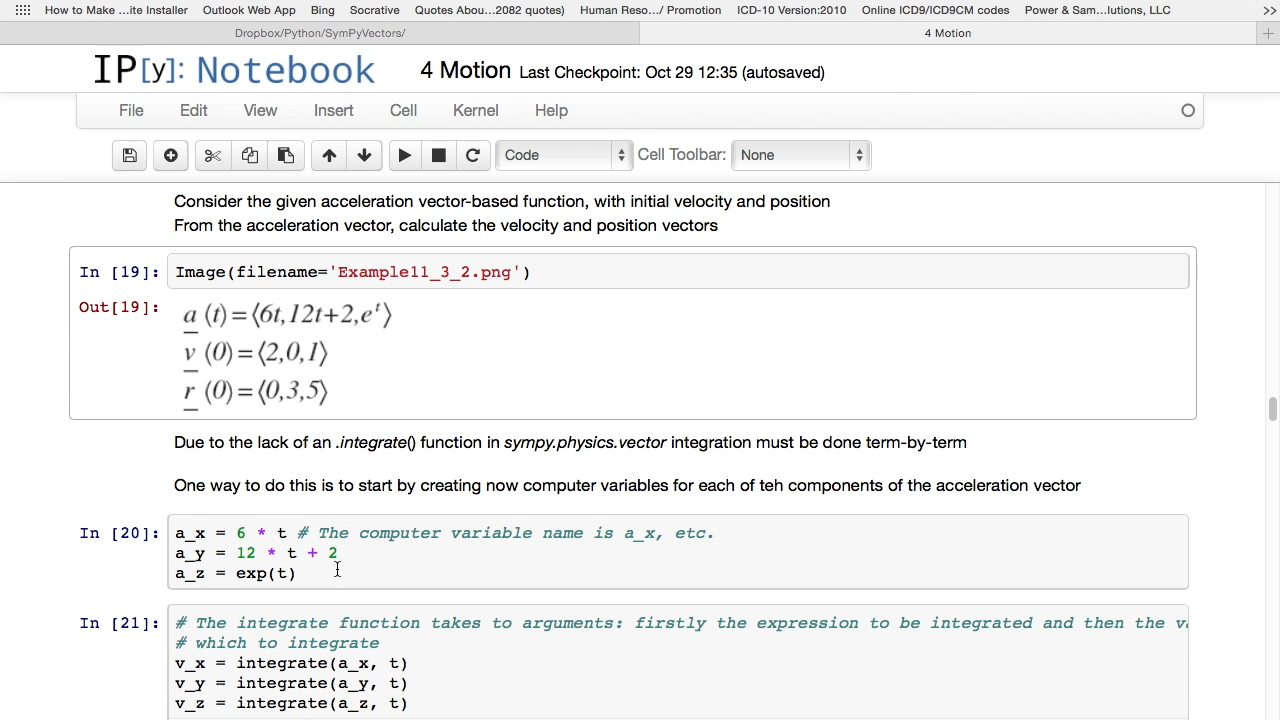 How to Make ...ite Installer Outlook Web App Bing Socrative Quotes Abou...2082 quotes) Human Reso.../ Promotion ICD-10 Version:2010 Online ICD9/ICD9CM codes Power & Sam...lutions, LLC >>
Dropbox/Python/SymPyVectors/ 4 Motion +
IP[y]: Notebook 4 Motion Last Checkpoint: Oct 29 12:35 (autosaved)
File Edit View Insert Cell Kernel Help
Code Cell Toolbar: None
Consider the given acceleration vector-based function, with initial velocity and position
From the acceleration vector, calculate the velocity and position vectors
In [19]: Image(filename='Example11_3_2.png')
Out[19]: a (t)=⟨6t,12t+2,eᵗ⟩
v (0)=⟨2,0,1⟩
r (0)=⟨0,3,5⟩
Due to the lack of an .integrate() function in sympy.physics.vector integration must be done term-by-term
One way to do this is to start by creating now computer variables for each of teh components of the acceleration vector
In [20]: a_x = 6 * t # The computer variable name is a_x, etc.
a_y = 12 * t + 2
a_z = exp(t)
In [21]: # The integrate function takes to arguments: firstly the expression to be integrated and then the
# which to integrate
v_x = integrate(a_x, t)
v_y = integrate(a_y, t)
v_z = integrate(a_z, t)